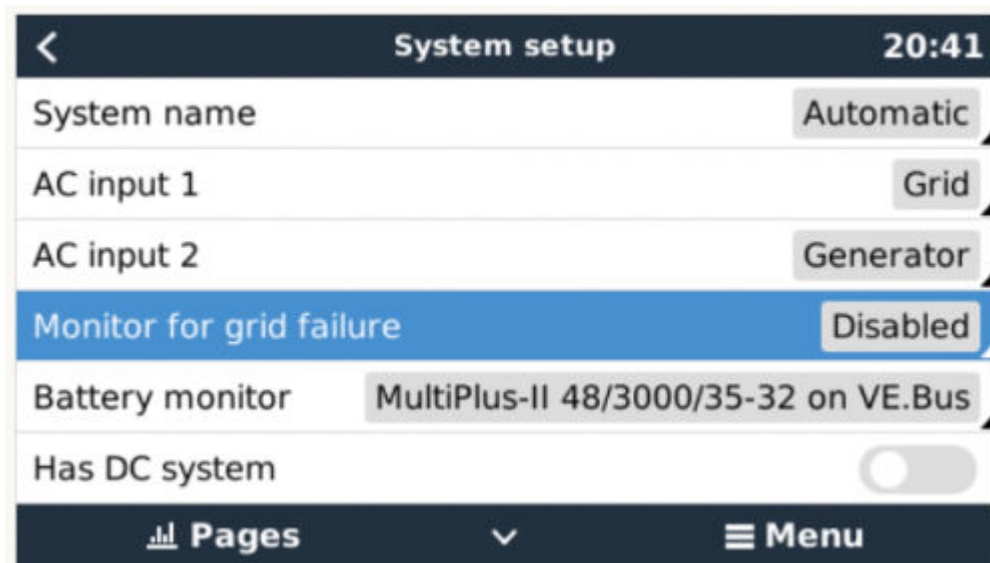 System setup 20:41
System name Automatic
AC input 1 Grid
AC input 2 Generator
Monitor for grid failure Disabled
Battery monitor MultiPlus-II 48/3000/35-32 on VE.Bus
Has DC system
Pages Menu